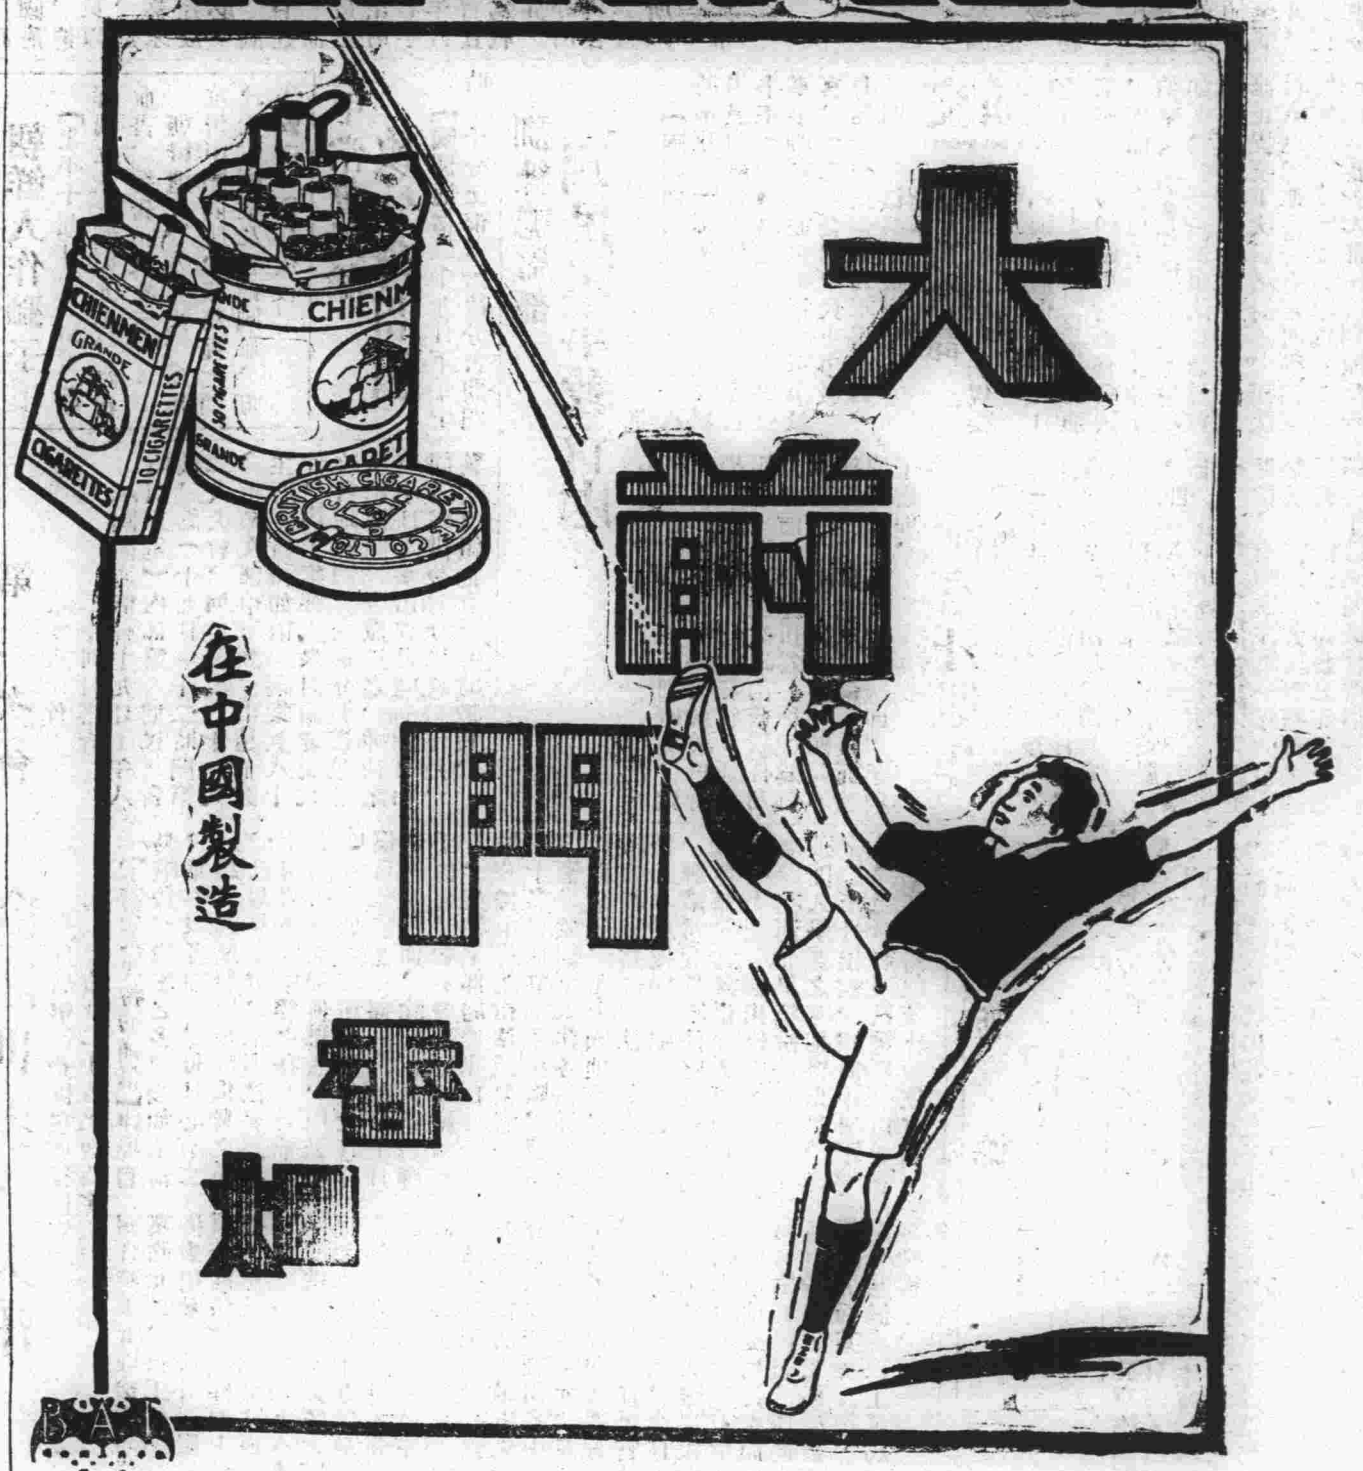 大前門
香烟
在中國製造
CHIENMEN
GRANDE
CIGARETTES
10 CIGARETTES
NDE CHIENM
50 CIGARETTES
GRANDE CIGARET
BRITISH CIGARETTE CO LTD
BAT